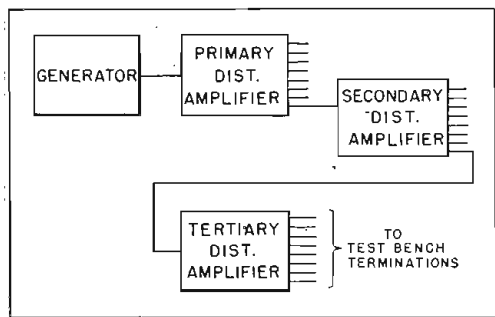 GENERATOR
PRIMARY
DIST.
AMPLIFIER
SECONDARY
DIST.
AMPLIFIER
TERTIARY
DIST.
AMPLIFIER
TO
TEST BENCH
TERMINATIONS